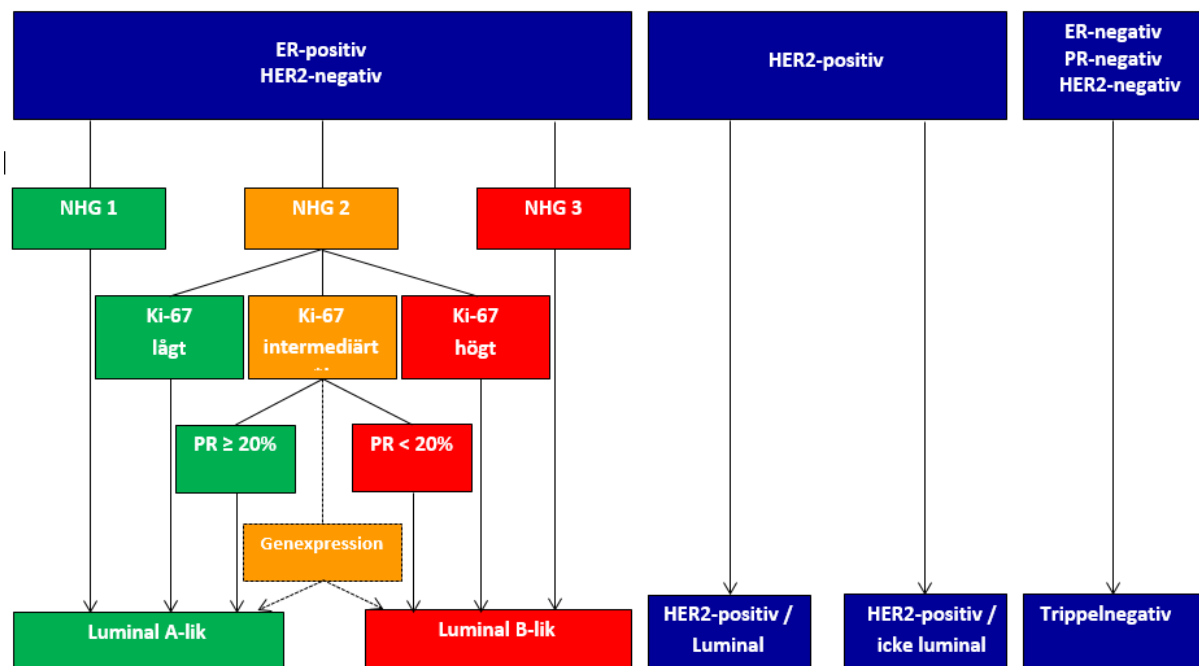 ER-positiv
HER2-negativ
HER2-positiv
ER-negativ
PR-negativ
HER2-negativ
NHG 1
NHG 2
NHG 3
Ki-67
lågt
Ki-67
intermediärt
Ki-67
högt
PR ≥ 20%
PR < 20%
Genexpression
Luminal A-lik
Luminal B-lik
HER2-positiv /
Luminal
HER2-positiv /
icke luminal
Trippelnegativ